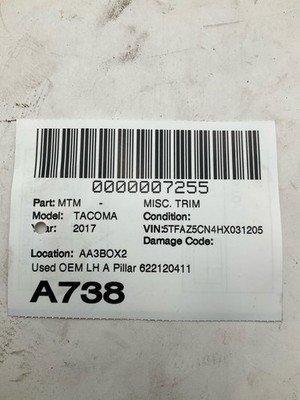 0000007255
Part: MTM - MISC. TRIM
Model: TACOMA Condition:
Year: 2017 VIN:5TFAZ5CN4HX031205
Damage Code:
Location: AA3BOX2
Used OEM LH A Pillar 622120411
A738